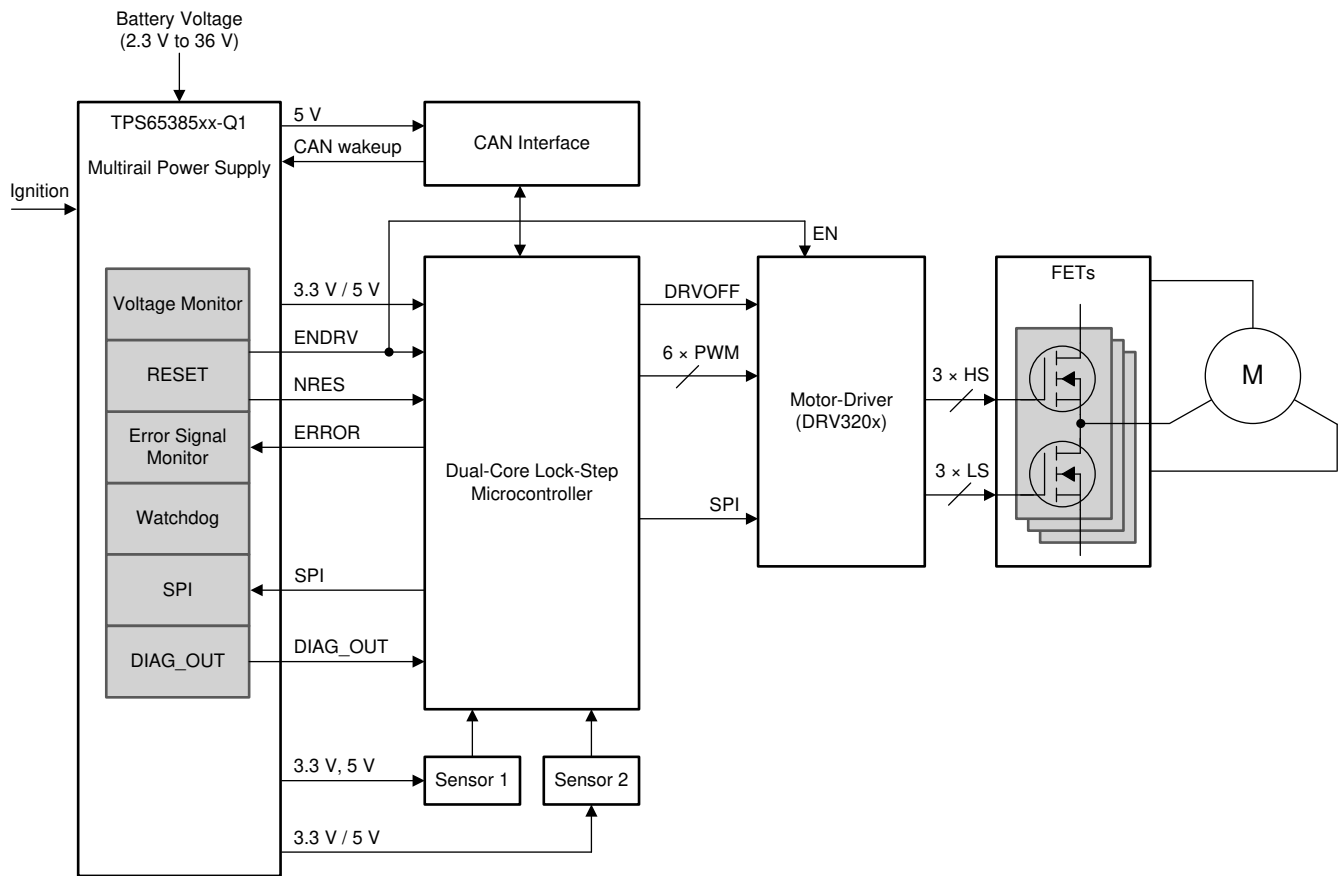 Battery Voltage
(2.3 V to 36 V)
TPS65385xx-Q1
Multirail Power Supply
Ignition
5 V
CAN wakeup
CAN Interface
EN
Voltage Monitor
RESET
Error Signal
Monitor
Watchdog
SPI
DIAG_OUT
3.3 V / 5 V
ENDRV
NRES
ERROR
SPI
DIAG_OUT
Dual-Core Lock-Step
Microcontroller
DRVOFF
6 × PWM
SPI
Motor-Driver
(DRV320x)
3 × HS
3 × LS
FETs
M
3.3 V, 5 V
Sensor 1
Sensor 2
3.3 V / 5 V